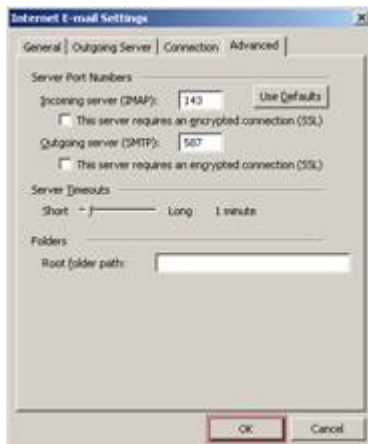 Internet E-mail Settings
General Outgoing Server Connection Advanced
Server Port Numbers
Incoming server (IMAP): 143 Use Defaults
This server requires an encrypted connection (SSL)
Outgoing server (SMTP): 587
This server requires an encrypted connection (SSL)
Server Timeouts
Short Long 1 minute
Folders
Root folder path:
OK Cancel